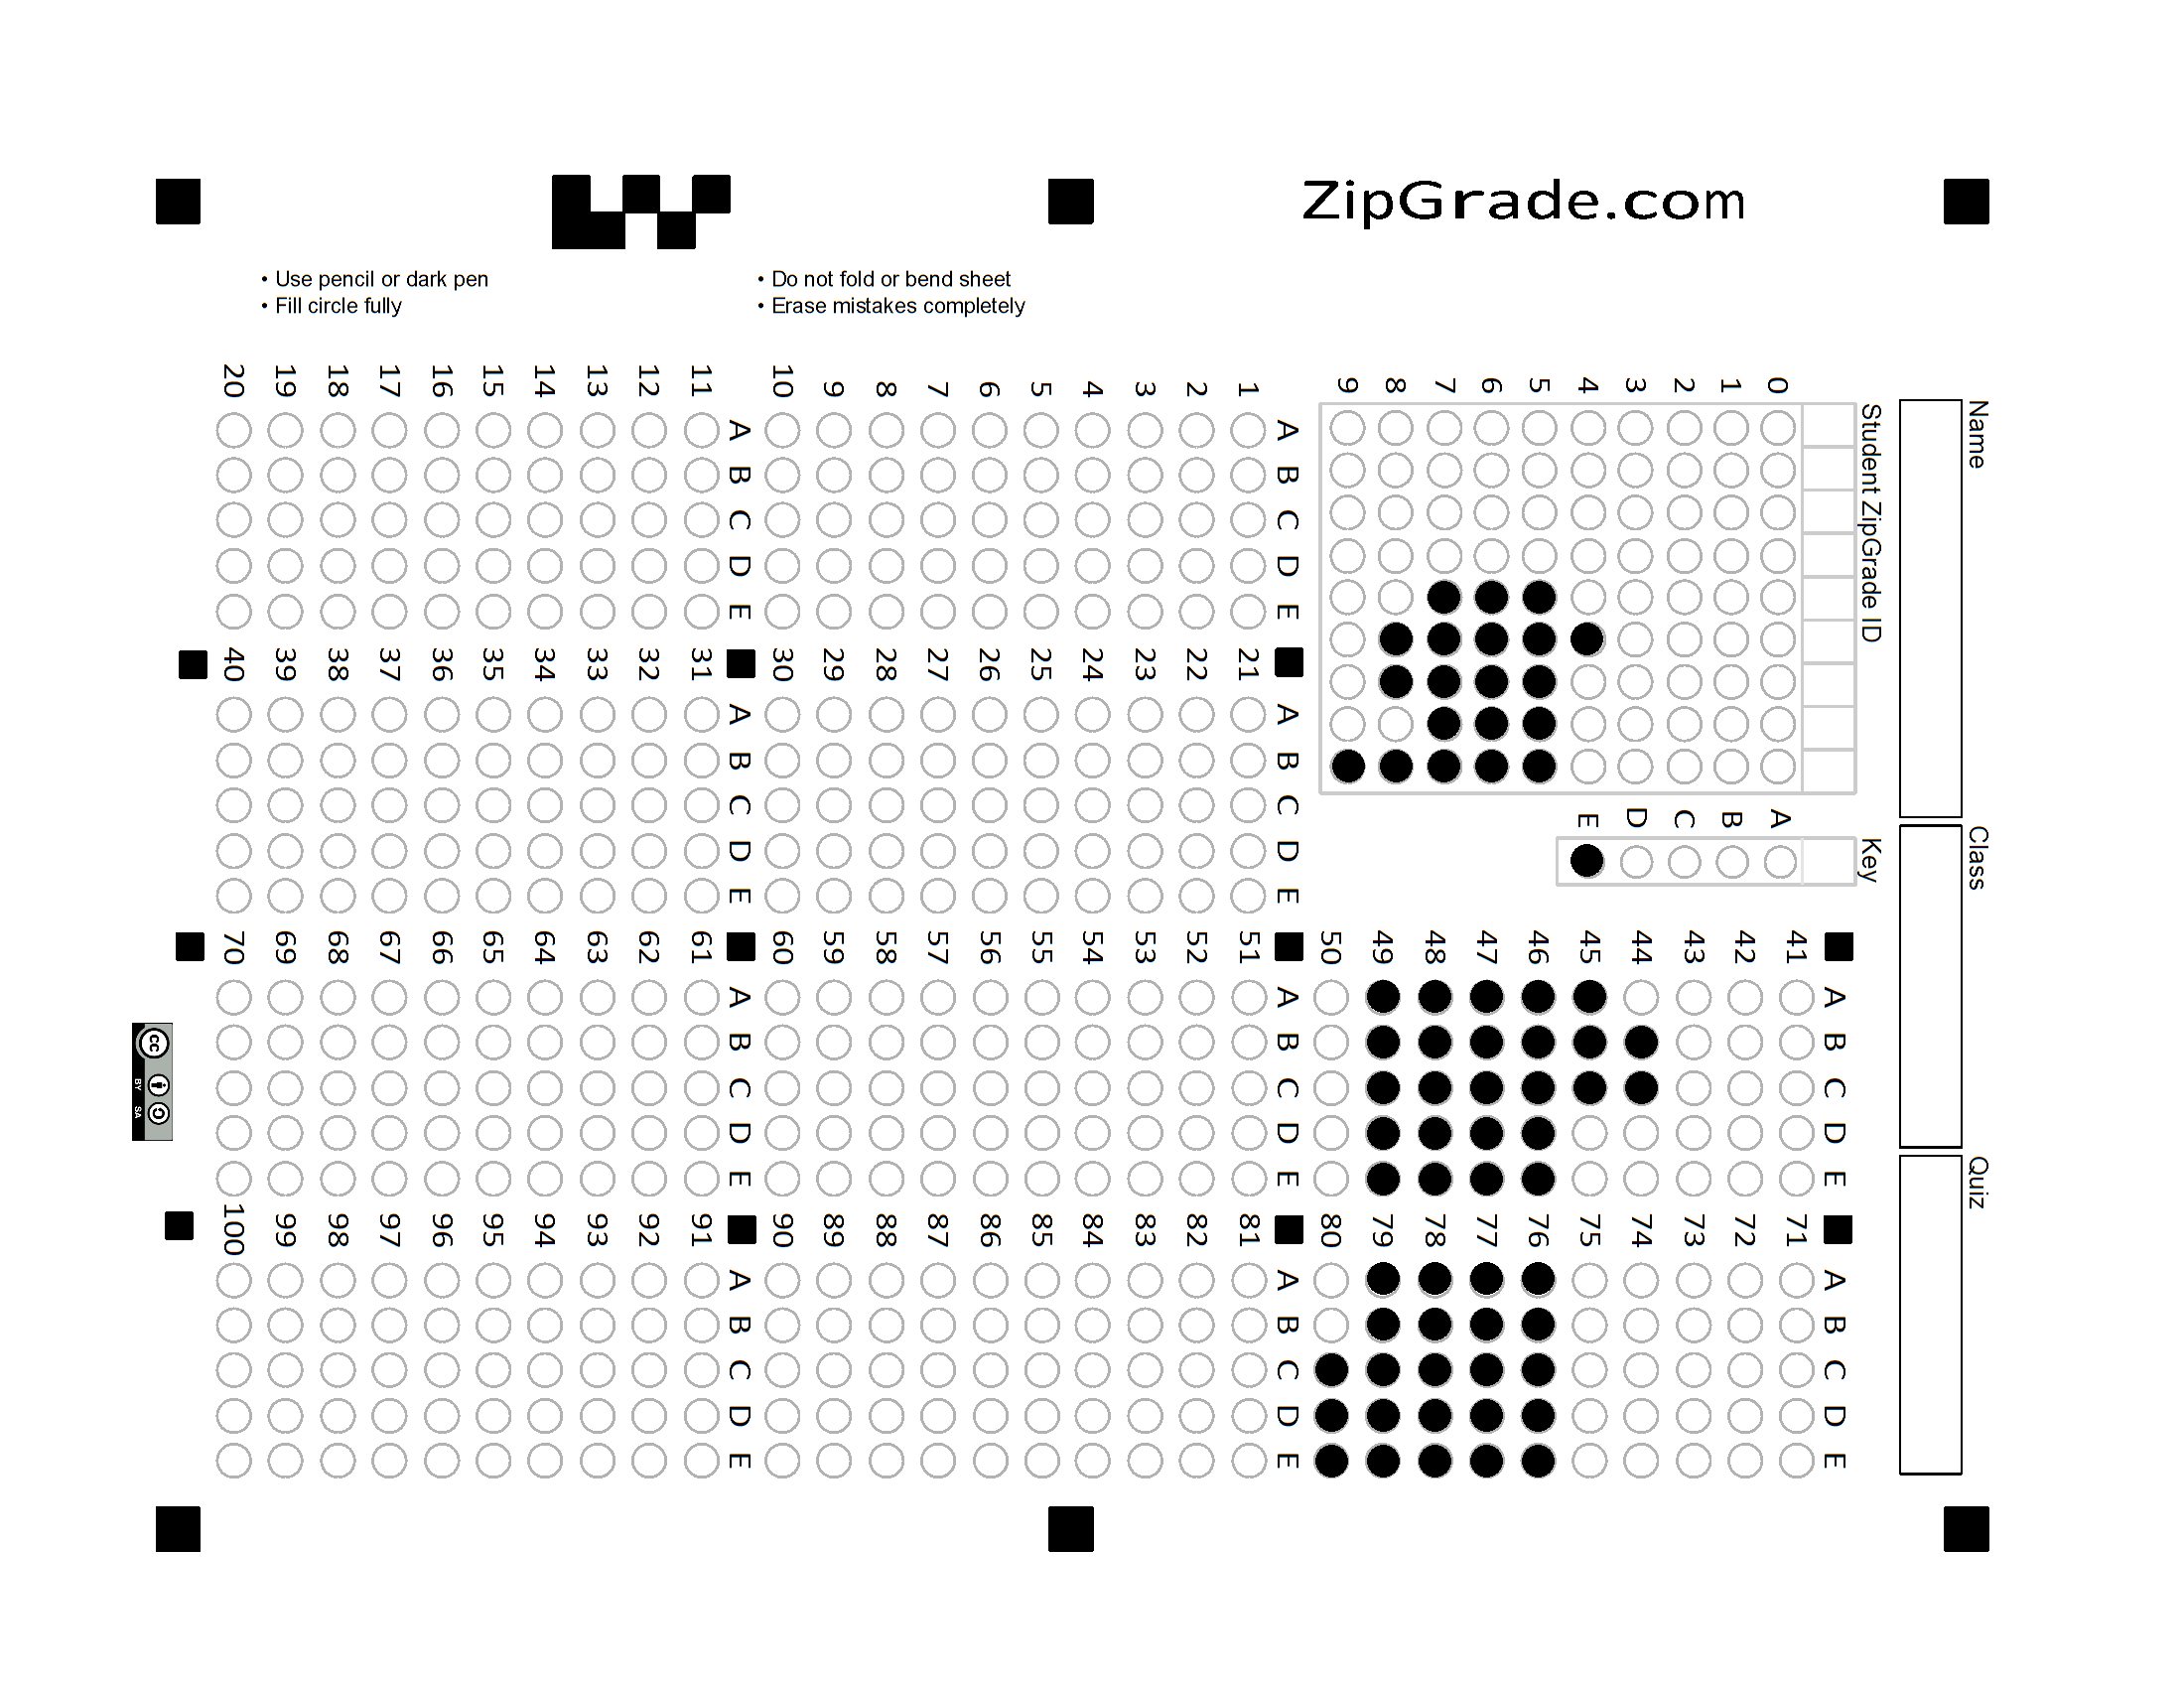 ZipGrade.com
• Use pencil or dark pen
• Fill circle fully
• Do not fold or bend sheet
• Erase mistakes completely
Name Class Quiz
Student ZipGrade ID
0
1
2
3
4
5
6
7
8
9
Key
A
B
C
D
E
A B C D E A B C D E
41 71
42 72
43 73
44 74
45 75
46 76
47 77
48 78
49 79
50 80
A B C D E A B C D E A B C D E A B C D E
1 21 51 81
2 22 52 82
3 23 53 83
4 24 54 84
5 25 55 85
6 26 56 86
7 27 57 87
8 28 58 88
9 29 59 89
10 30 60 90
A B C D E A B C D E A B C D E A B C D E
11 31 61 91
12 32 62 92
13 33 63 93
14 34 64 94
15 35 65 95
16 36 66 96
17 37 67 97
18 38 68 98
19 39 69 99
20 40 70 100
cc
BY SA